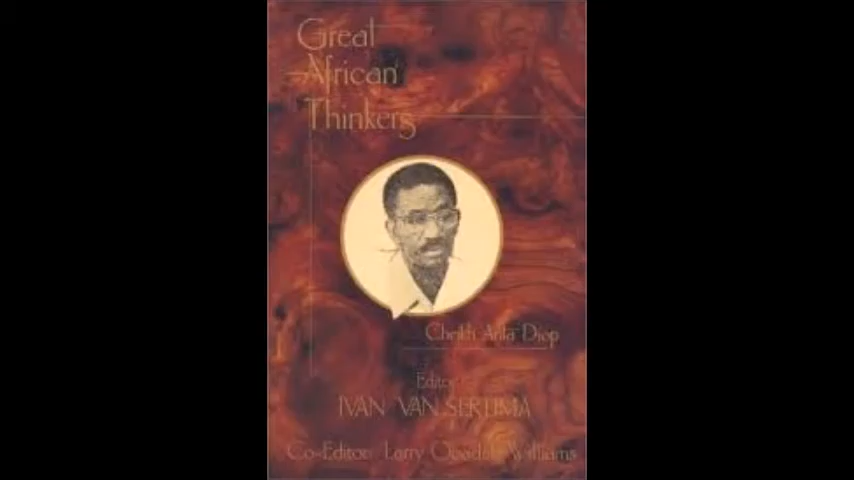 Great
African
Thinkers
Cheikh Anta Diop
Editor
IVAN VAN SERTIMA
Co-Editor: Larry Williams